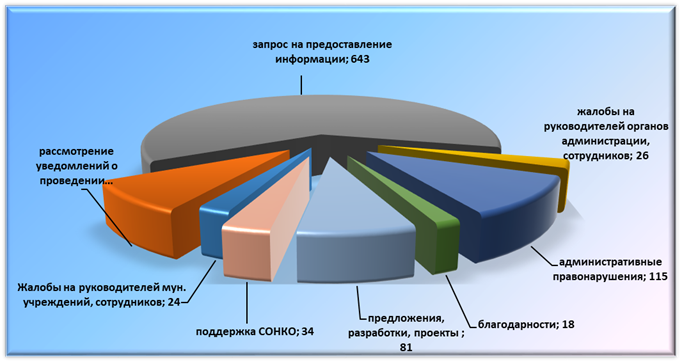 запрос на предоставление
информации; 643
жалобы на
руководителей органов
администрации,
сотрудников; 26
рассмотрение
уведомлений о
проведении...
административные
правонарушения; 115
Жалобы на руководителей мун.
учреждений, сотрудников; 24
поддержка СОНКО; 34
предложения,
разработки, проекты ;
81
благодарности; 18